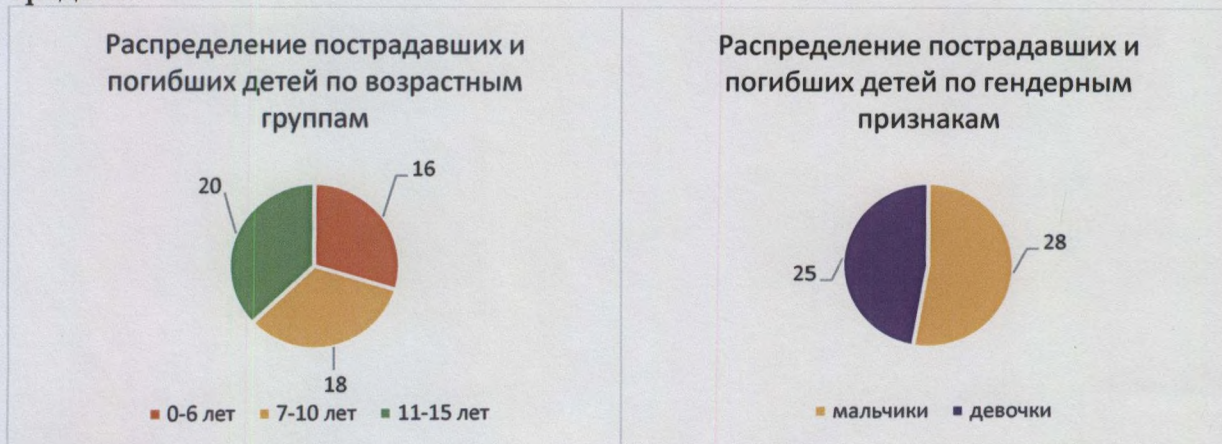 Распределение пострадавших и
погибших детей по возрастным
группам
20
16
18
0-6 лет 7-10 лет 11-15 лет
Распределение пострадавших и
погибших детей по гендерным
признакам
25
28
мальчики девочки